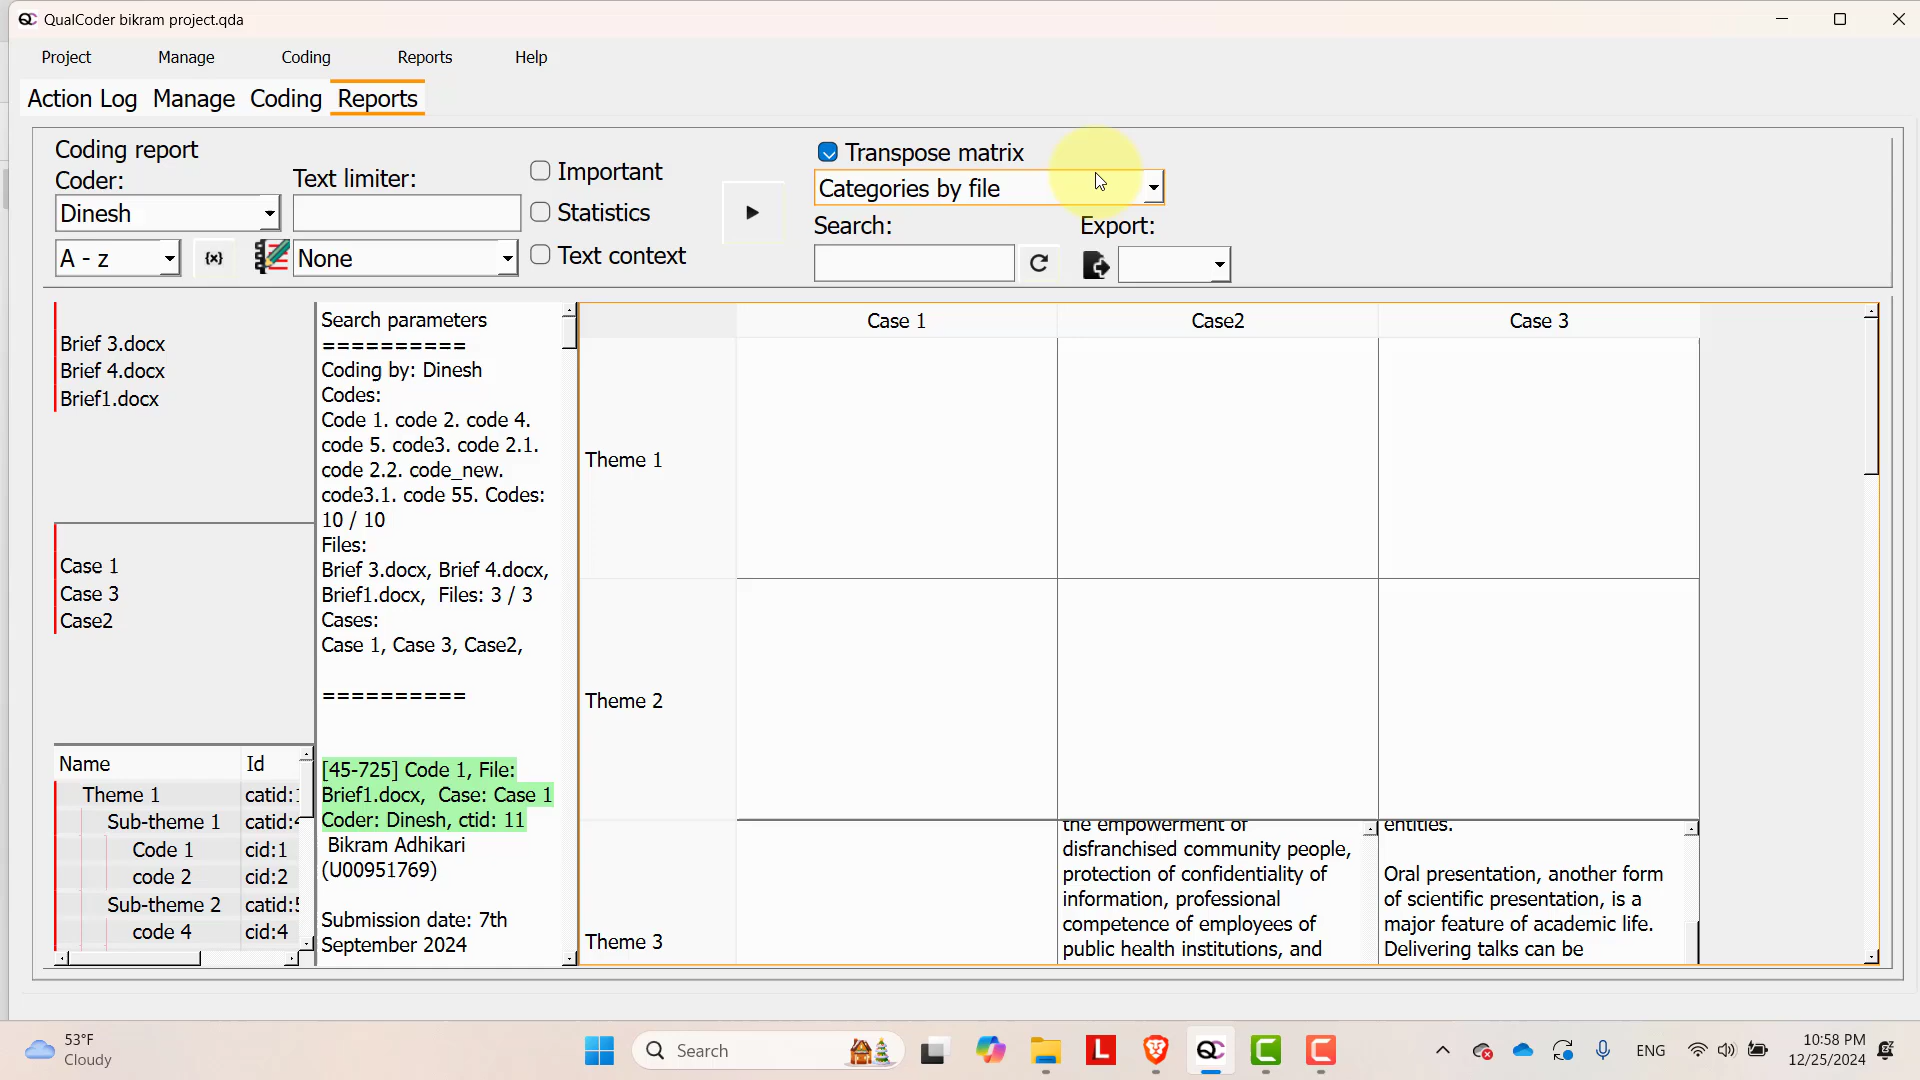 QualCoder bikram project.qda
Project
Manage
Coding
Reports
Help
Action Log
Manage
Coding
Reports
Coding report
Coder:
Dinesh
A - z
{x}
Text limiter:
None
Important
Statistics
Text context
Transpose matrix
Categories by file
Search:
Export:
Brief 3.docx
Brief 4.docx
Brief1.docx
Case 1
Case 3
Case2
Name
Id
Theme 1
catid:1
Sub-theme 1
catid:4
Code 1
cid:1
code 2
cid:2
Sub-theme 2
catid:5
code 4
cid:4
Search parameters
==========
Coding by: Dinesh
Codes:
Code 1. code 2. code 4.
code 5. code3. code 2.1.
code 2.2. code_new.
code3.1. code 55. Codes:
10 / 10
Files:
Brief 3.docx, Brief 4.docx,
Brief1.docx,  Files: 3 / 3
Cases:
Case 1, Case 3, Case2,
==========
[45-725] Code 1, File:
Brief1.docx,  Case: Case 1
Coder: Dinesh, ctid: 11
Bikram Adhikari
(U00951769)
Submission date: 7th
September 2024
Case 1
Case2
Case 3
Theme 1
Theme 2
Theme 3
the empowerment of
disfranchised community people,
protection of confidentiality of
information, professional
competence of employees of
public health institutions, and
entities.
Oral presentation, another form
of scientific presentation, is a
major feature of academic life.
Delivering talks can be
53°F
Cloudy
Search
ENG
10:58 PM
12/25/2024